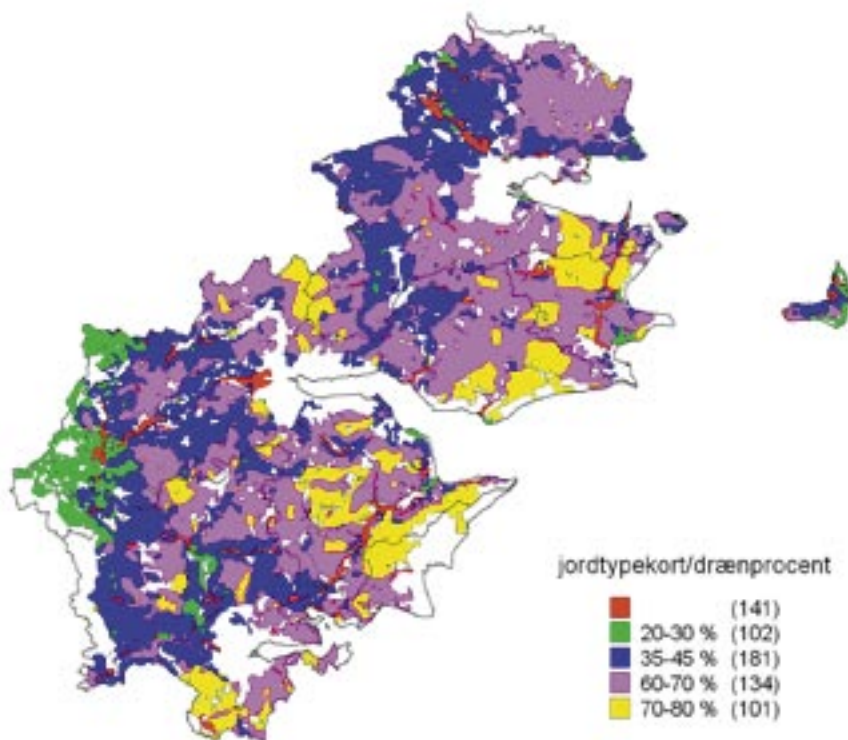 jordtypekort/drænprocent
(141)
20-30 % (102)
35-45 % (181)
60-70 % (134)
70-80 % (101)